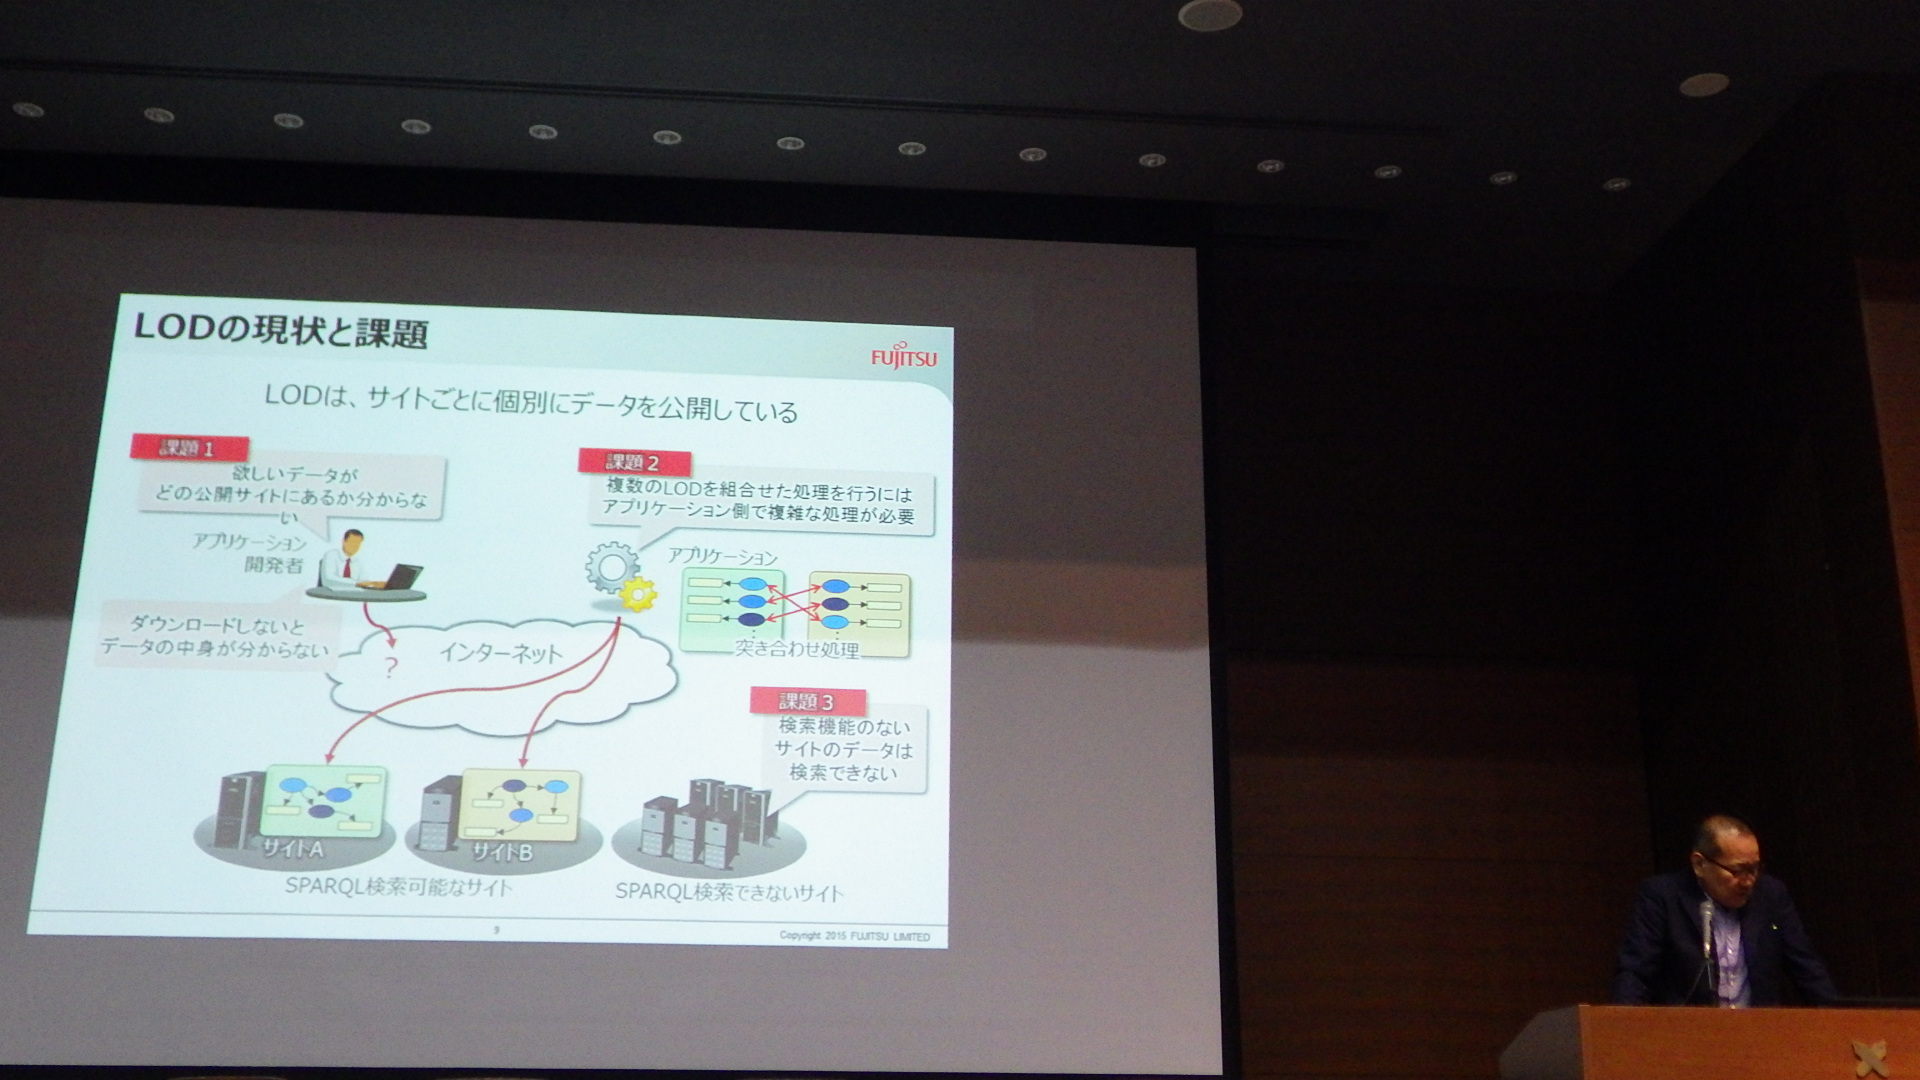 LODの現状と課題
FUJITSU
LODは、サイトごとに個別にデータを公開している
課題1
欲しいデータが
どの公開サイトにあるか分からな
い
アプリケーション
開発者
ダウンロードしないと
データの中身が分からない
?
インターネット
課題2
複数のLODを組合せた処理を行うには
アプリケーション側で複雑な処理が必要
アプリケーション
突き合わせ処理
課題3
検索機能のない
サイトのデータは
検索できない
サイトA
サイトB
SPARQL検索可能なサイト
SPARQL検索できないサイト
9
Copyright 2015 FUJITSU LIMITED